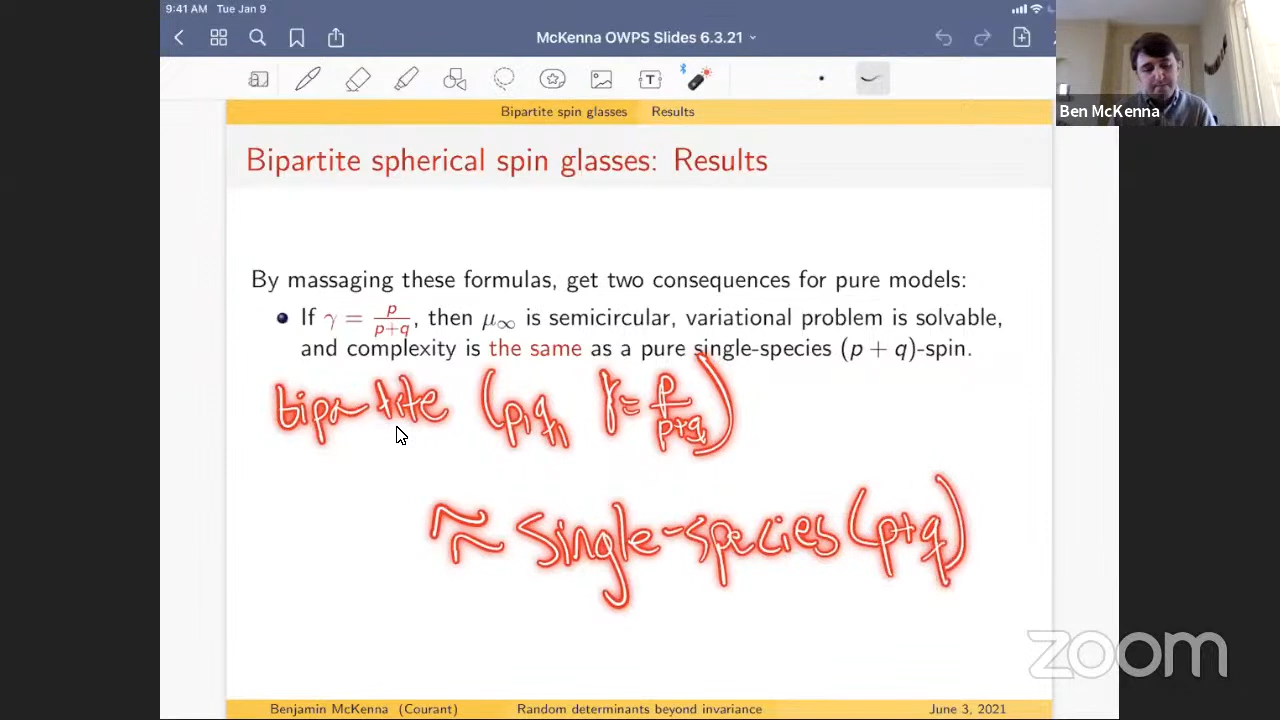 9:41 AM Tue Jan 9
McKenna OWPS Slides 6.3.21
T
Ben McKenna
Bipartite spin glasses Results
Bipartite spherical spin glasses: Results
By massaging these formulas, get two consequences for pure models:
If γ = p/(p+q), then μ∞ is semicircular, variational problem is solvable,
and complexity is the same as a pure single-species (p + q)-spin.
bipartite (p,q, γ = p/(p+q))
≈ single-species (p+q)
zoom
Benjamin McKenna (Courant) Random determinants beyond invariance June 3, 2021